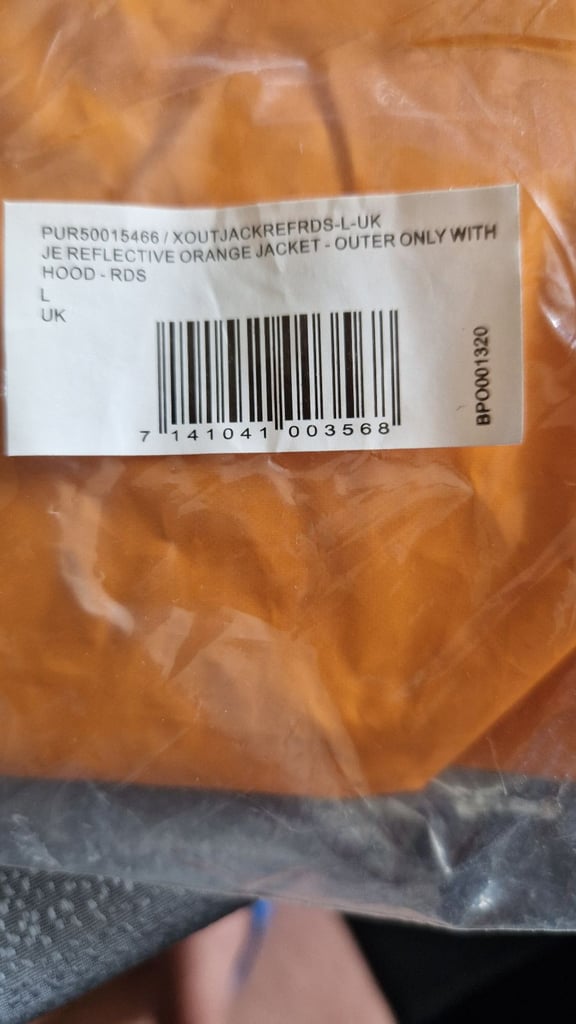 PUR50015466 / XOUTJACKREFRDS-L-UK
JE REFLECTIVE ORANGE JACKET - OUTER ONLY WITH
HOOD - RDS
L
UK
7 141041 003568
BPO001320